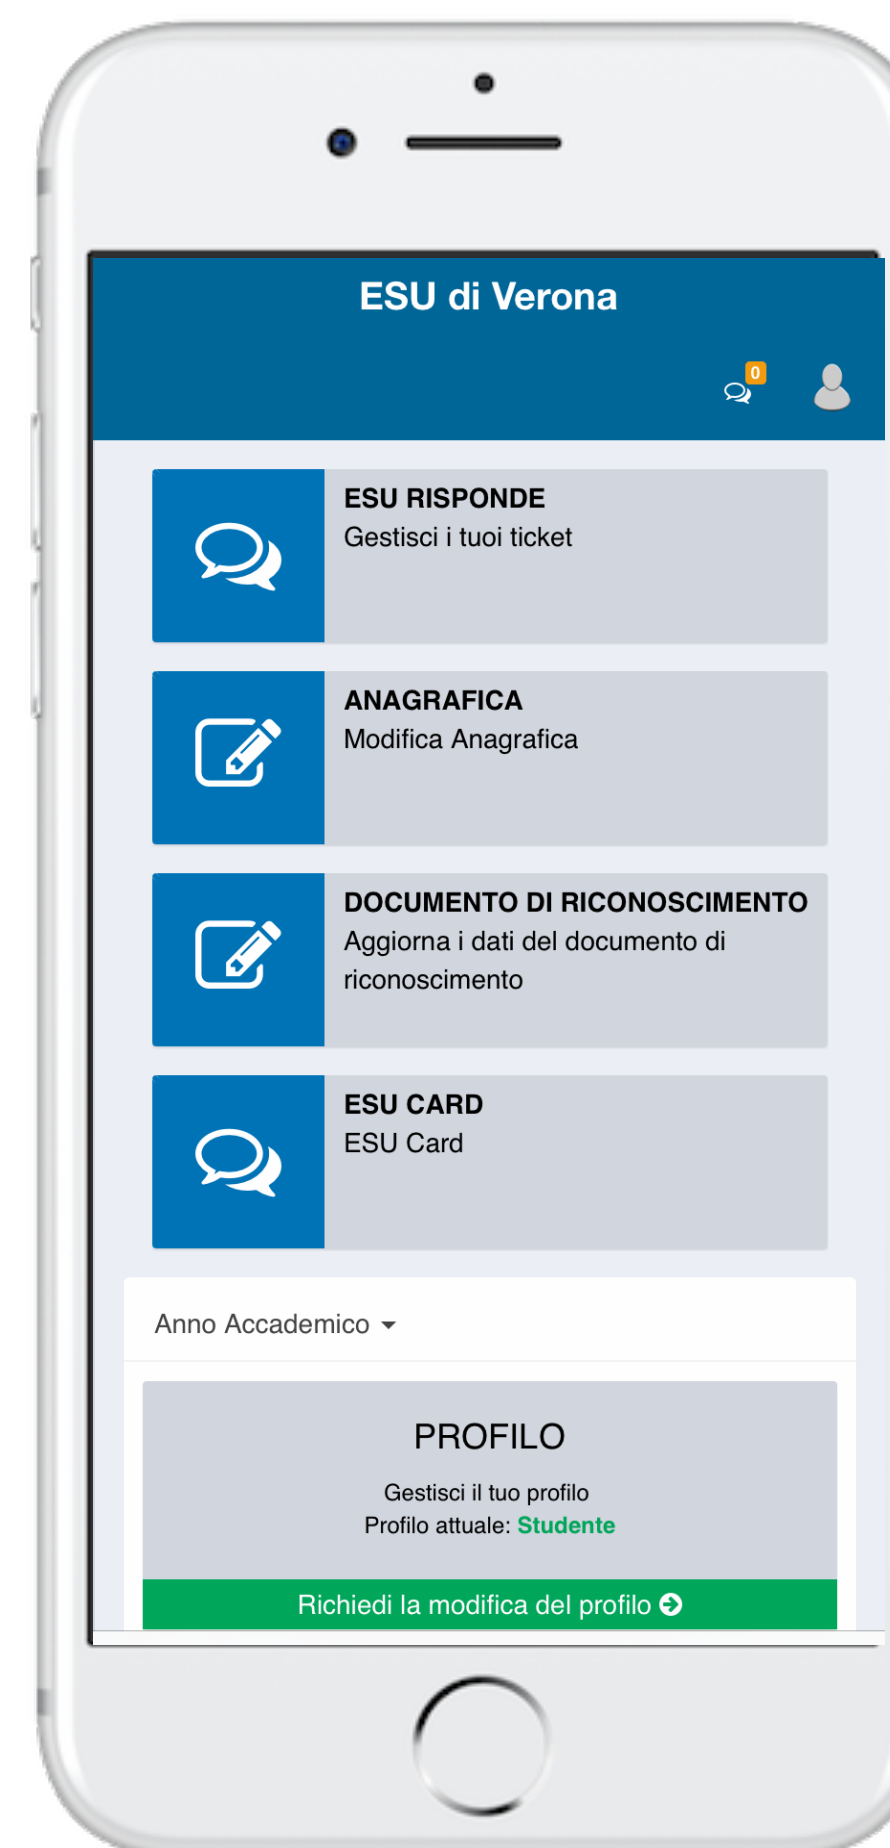 ESU di Verona
0
ESU RISPONDE
Gestisci i tuoi ticket
ANAGRAFICA
Modifica Anagrafica
DOCUMENTO DI RICONOSCIMENTO
Aggiorna i dati del documento di
riconoscimento
ESU CARD
ESU Card
Anno Accademico
PROFILO
Gestisci il tuo profilo
Profilo attuale: Studente
Richiedi la modifica del profilo